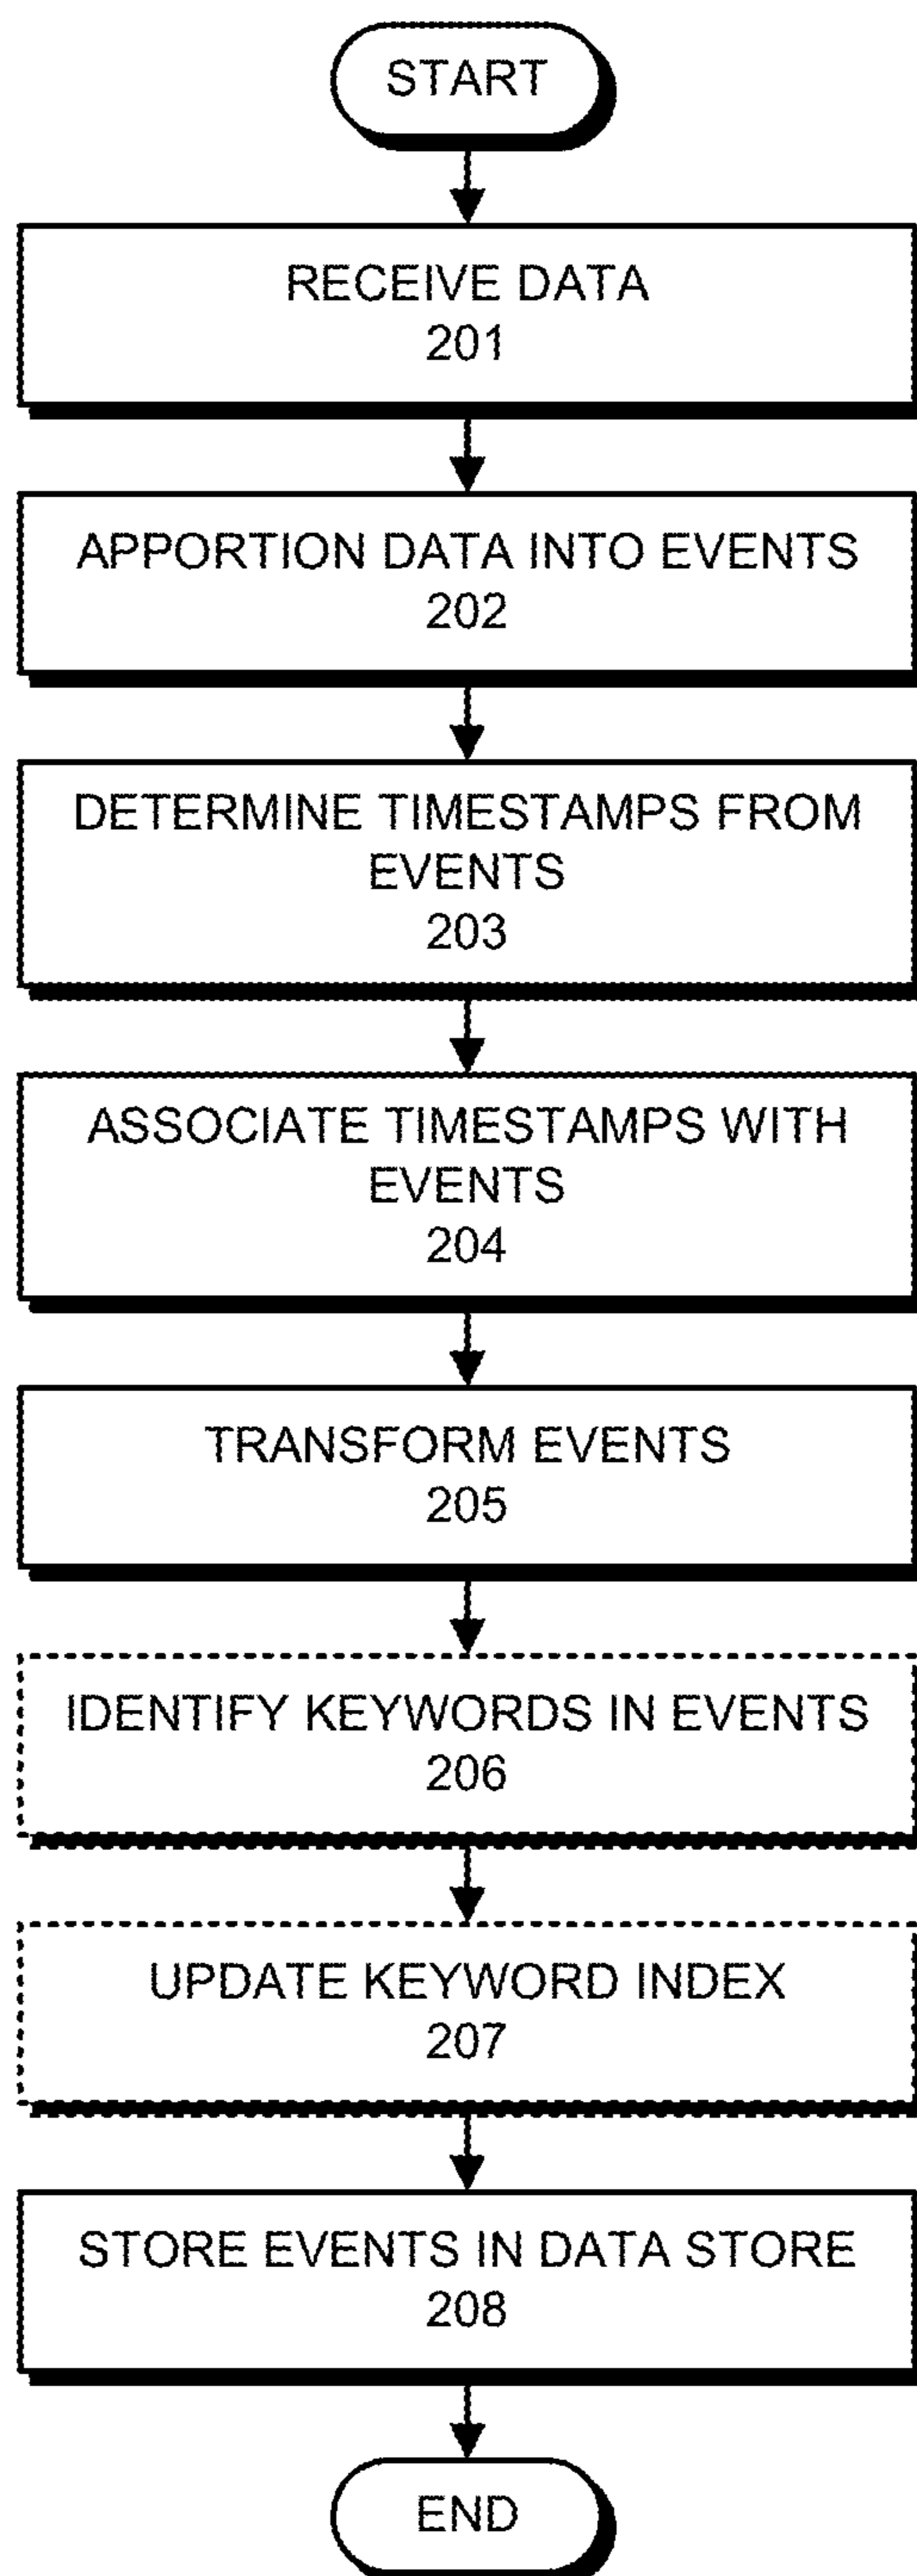 START
RECEIVE DATA
201
APPORTION DATA INTO EVENTS
202
DETERMINE TIMESTAMPS FROM
EVENTS
203
ASSOCIATE TIMESTAMPS WITH
EVENTS
204
TRANSFORM EVENTS
205
IDENTIFY KEYWORDS IN EVENTS
206
UPDATE KEYWORD INDEX
207
STORE EVENTS IN DATA STORE
208
END